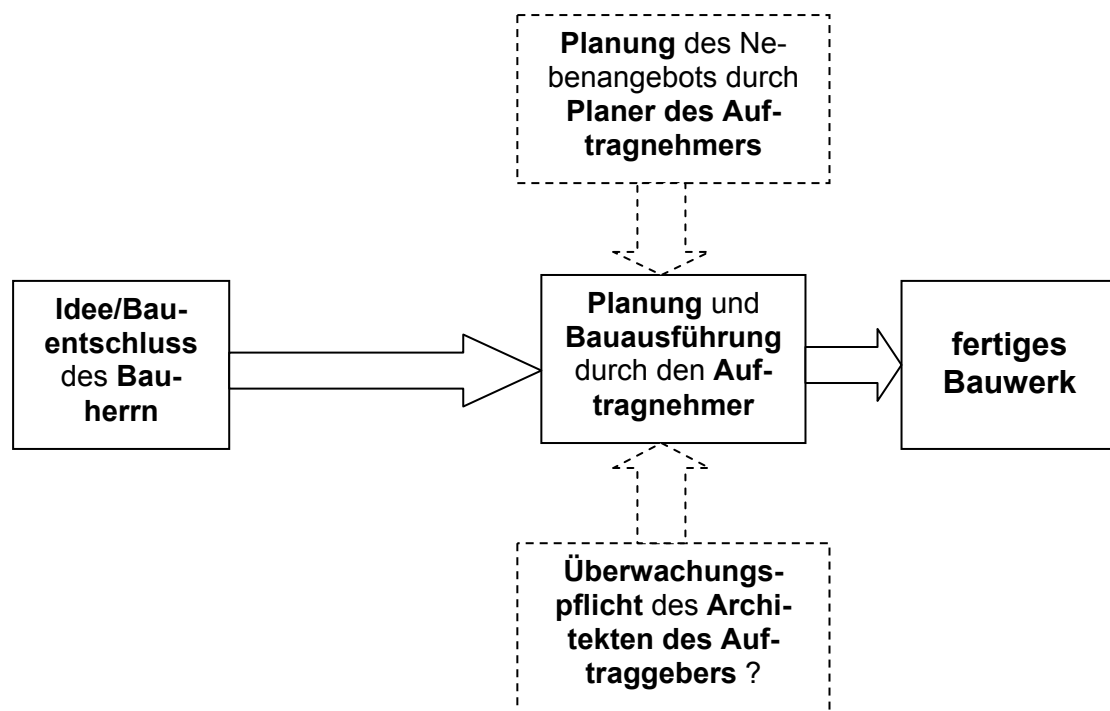 Planung des Ne-
benangebots durch
Planer des Auf-
tragnehmers
Idee/Bau-
entschluss
des Bau-
herrn
Planung und
Bauausführung
durch den Auf-
tragnehmer
fertiges
Bauwerk
Überwachungs-
pflicht des Archi-
tekten des Auf-
traggebers ?